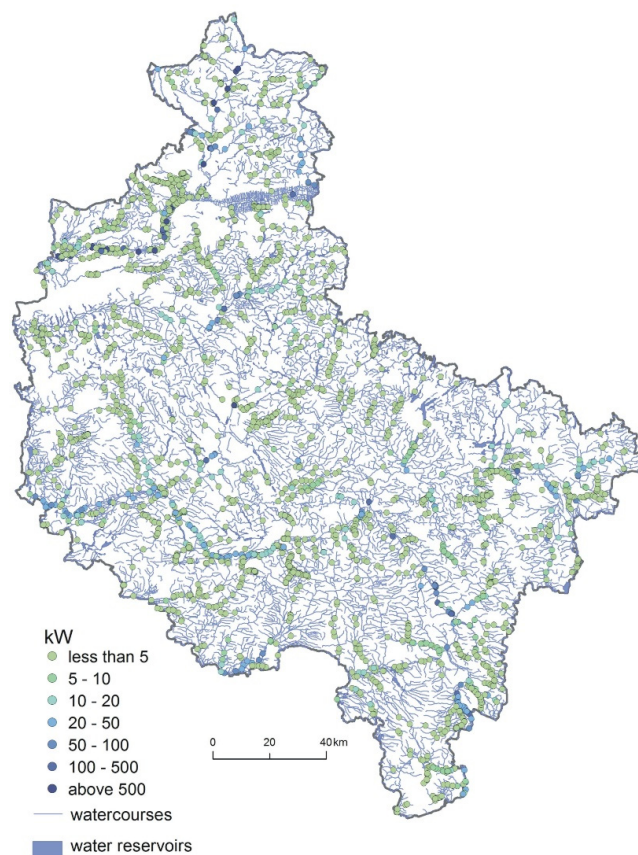 kW
less than 5
5 - 10
10 - 20
20 - 50
50 - 100
100 - 500
above 500
watercourses
water reservoirs
0 20 40 km